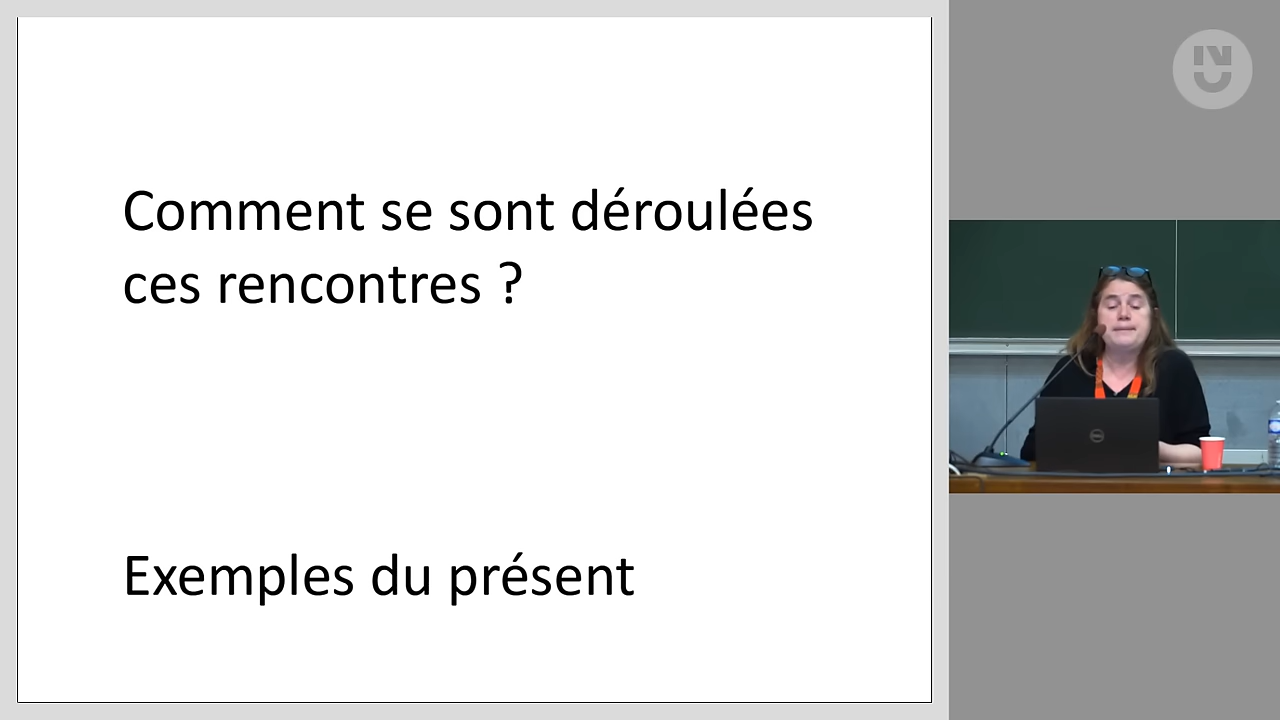 Comment se sont déroulées
ces rencontres ?
Exemples du présent